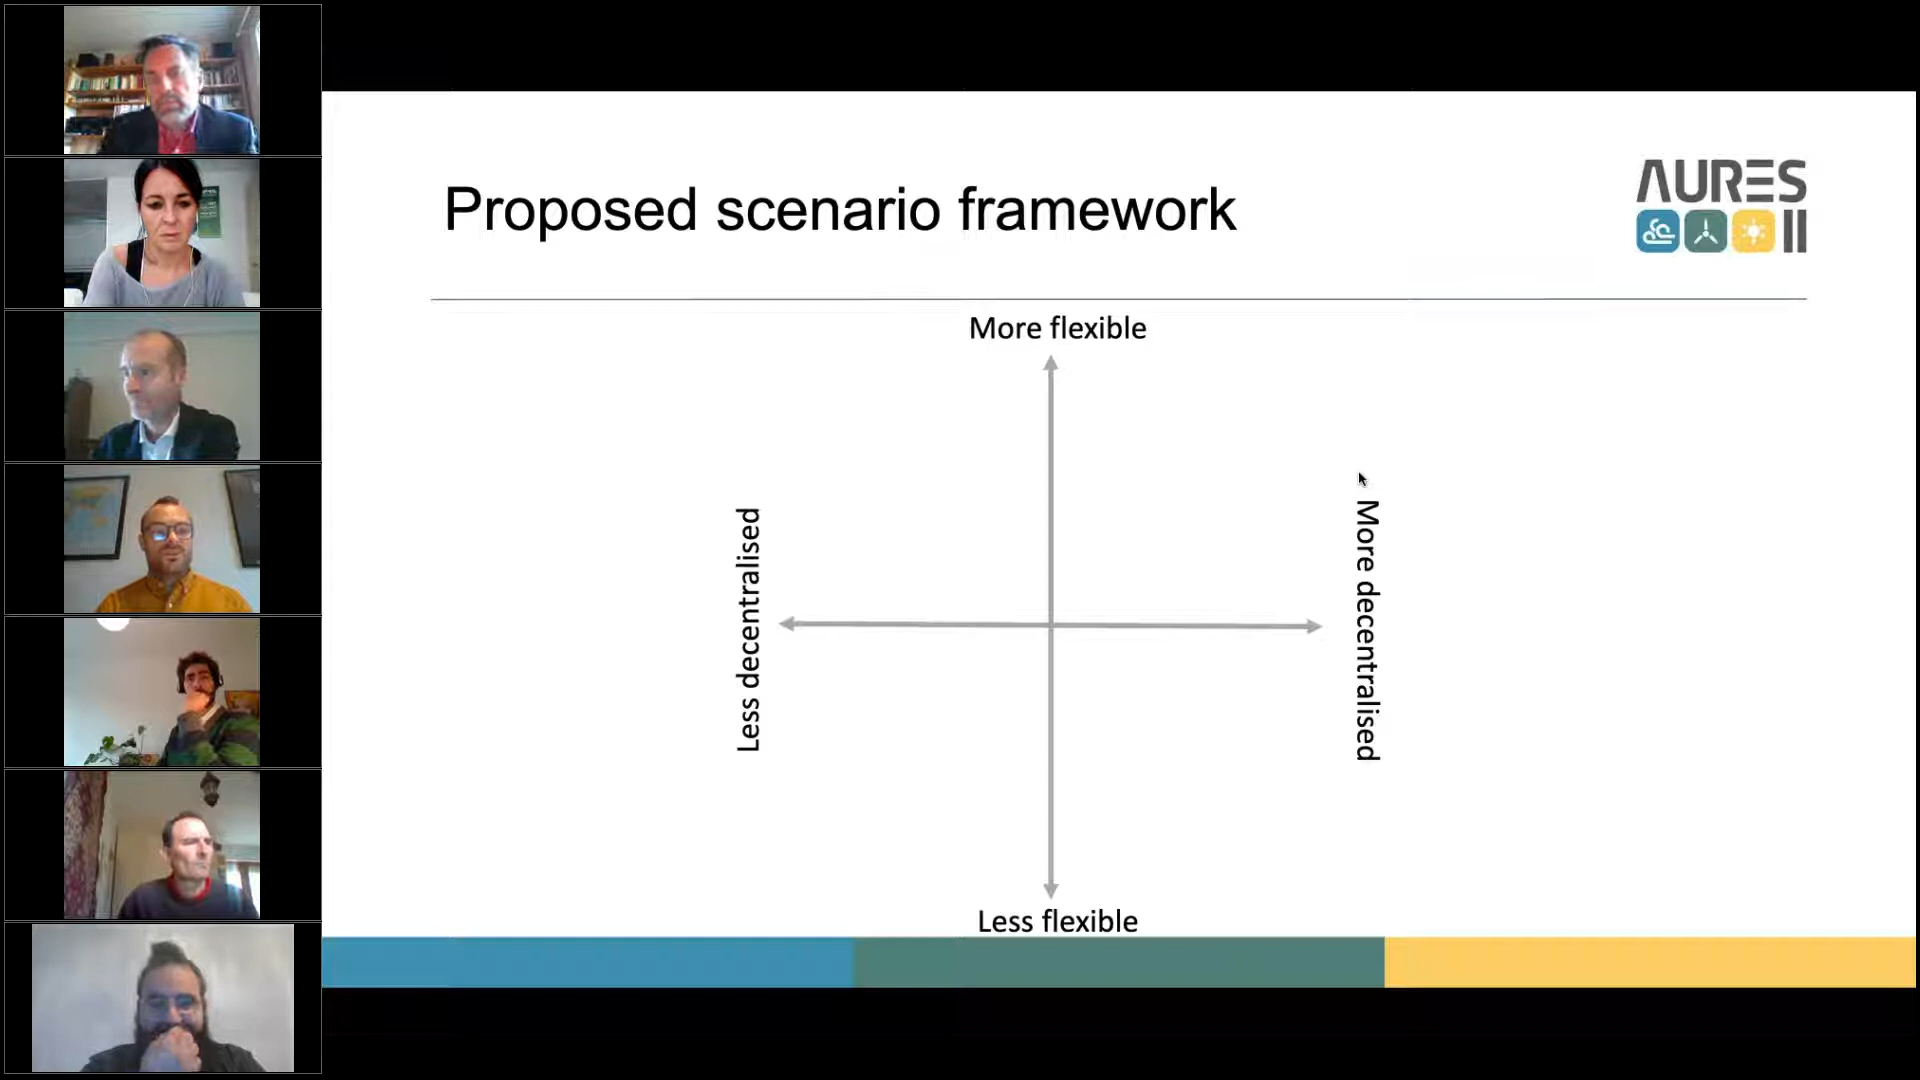 Proposed scenario framework
AURES
II
More flexible
Less decentralised
More decentralised
Less flexible